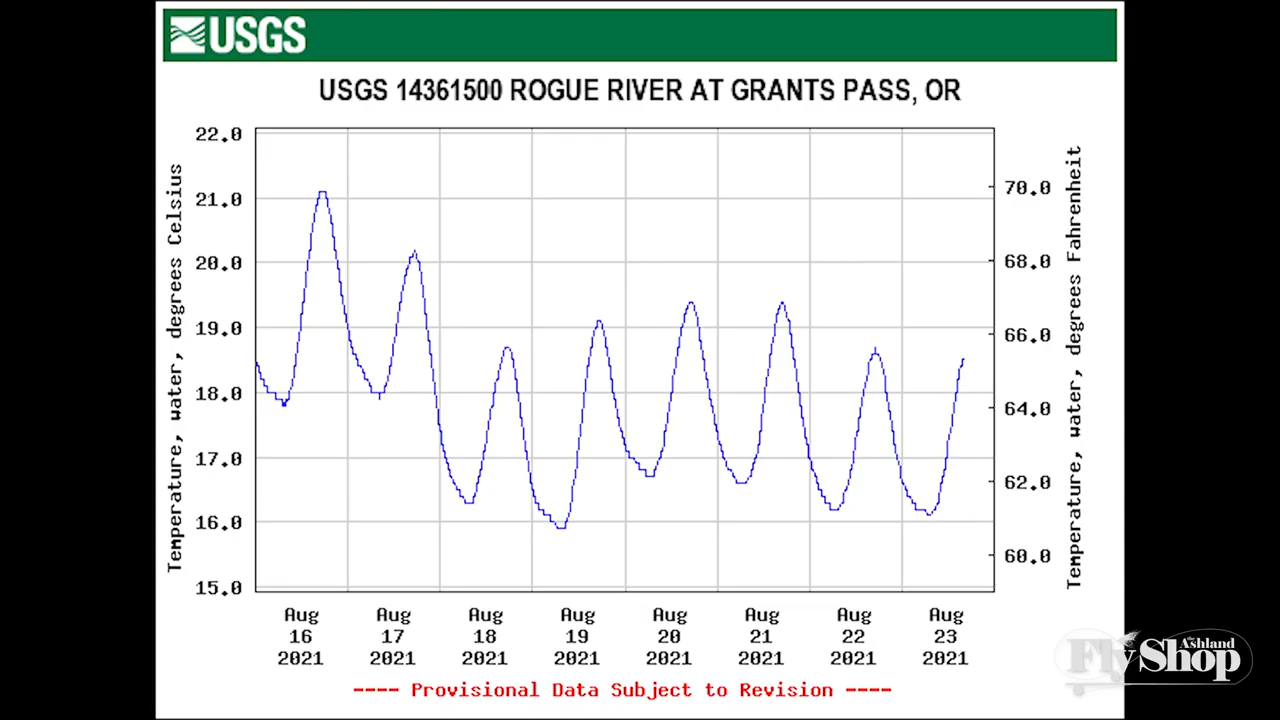 USGS
USGS 14361500 ROGUE RIVER AT GRANTS PASS, OR
Temperature, water, degrees Celsius
22.0
21.0
20.0
19.0
18.0
17.0
16.0
15.0
70.0
68.0
66.0
64.0
62.0
60.0
Temperature, water, degrees Fahrenheit
Aug Aug Aug Aug Aug Aug Aug Aug
16 17 18 19 20 21 22 23
2021 2021 2021 2021 2021 2021 2021 2021
---- Provisional Data Subject to Revision ----
The Ashland
Fly Shop